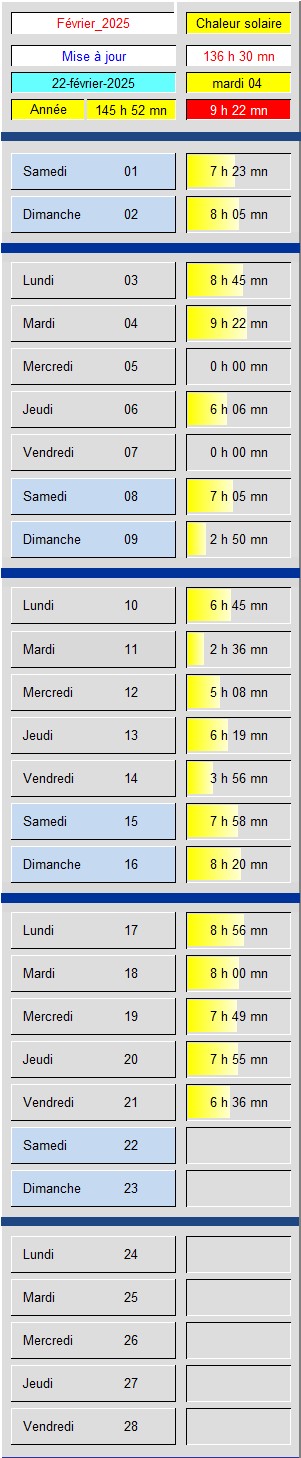 Février_2025 Chaleur solaire
Mise à jour 136 h 30 mn
22-février-2025 mardi 04
Année 145 h 52 mn 9 h 22 mn
Samedi 01 7 h 23 mn
Dimanche 02 8 h 05 mn
Lundi 03 8 h 45 mn
Mardi 04 9 h 22 mn
Mercredi 05 0 h 00 mn
Jeudi 06 6 h 06 mn
Vendredi 07 0 h 00 mn
Samedi 08 7 h 05 mn
Dimanche 09 2 h 50 mn
Lundi 10 6 h 45 mn
Mardi 11 2 h 36 mn
Mercredi 12 5 h 08 mn
Jeudi 13 6 h 19 mn
Vendredi 14 3 h 56 mn
Samedi 15 7 h 58 mn
Dimanche 16 8 h 20 mn
Lundi 17 8 h 56 mn
Mardi 18 8 h 00 mn
Mercredi 19 7 h 49 mn
Jeudi 20 7 h 55 mn
Vendredi 21 6 h 36 mn
Samedi 22
Dimanche 23
Lundi 24
Mardi 25
Mercredi 26
Jeudi 27
Vendredi 28